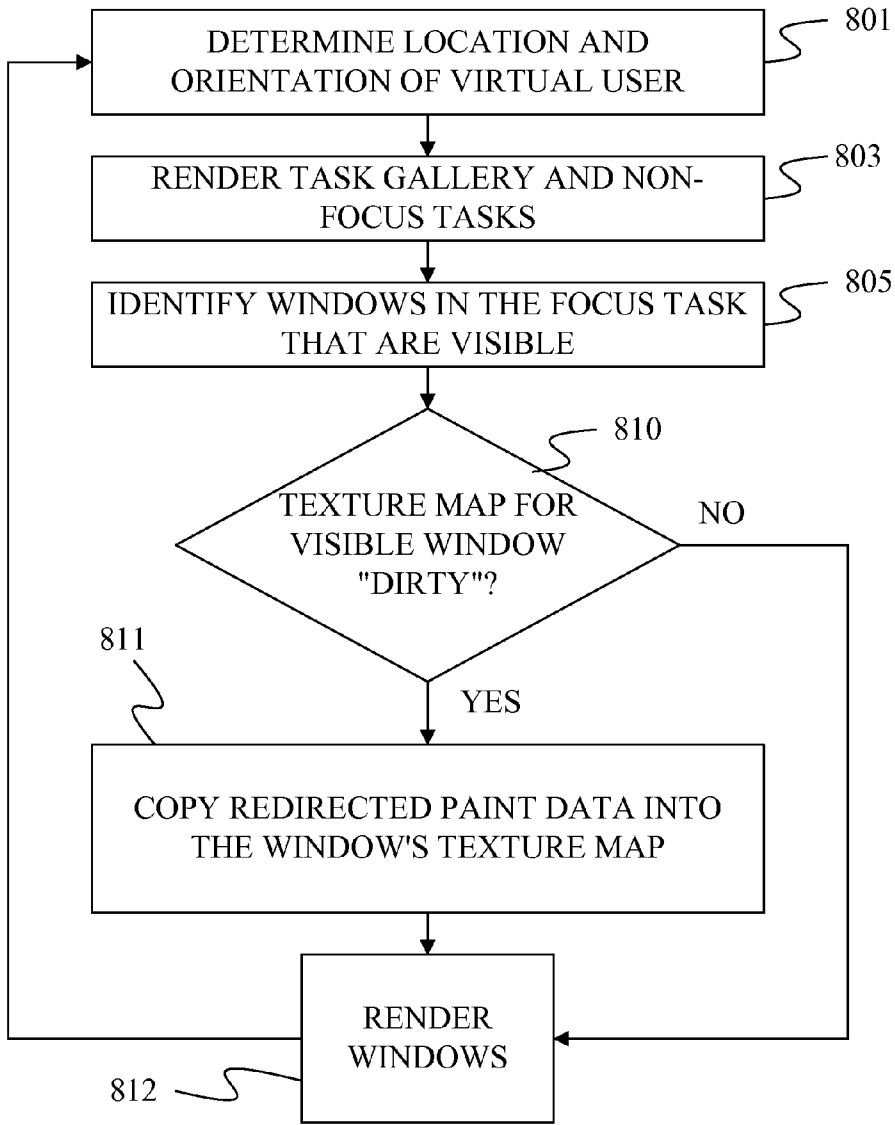 DETERMINE LOCATION AND
ORIENTATION OF VIRTUAL USER
801
RENDER TASK GALLERY AND NON-
FOCUS TASKS
803
IDENTIFY WINDOWS IN THE FOCUS TASK
THAT ARE VISIBLE
805
810
TEXTURE MAP FOR
VISIBLE WINDOW
"DIRTY"?
NO
YES
811
COPY REDIRECTED PAINT DATA INTO
THE WINDOW'S TEXTURE MAP
RENDER
WINDOWS
812